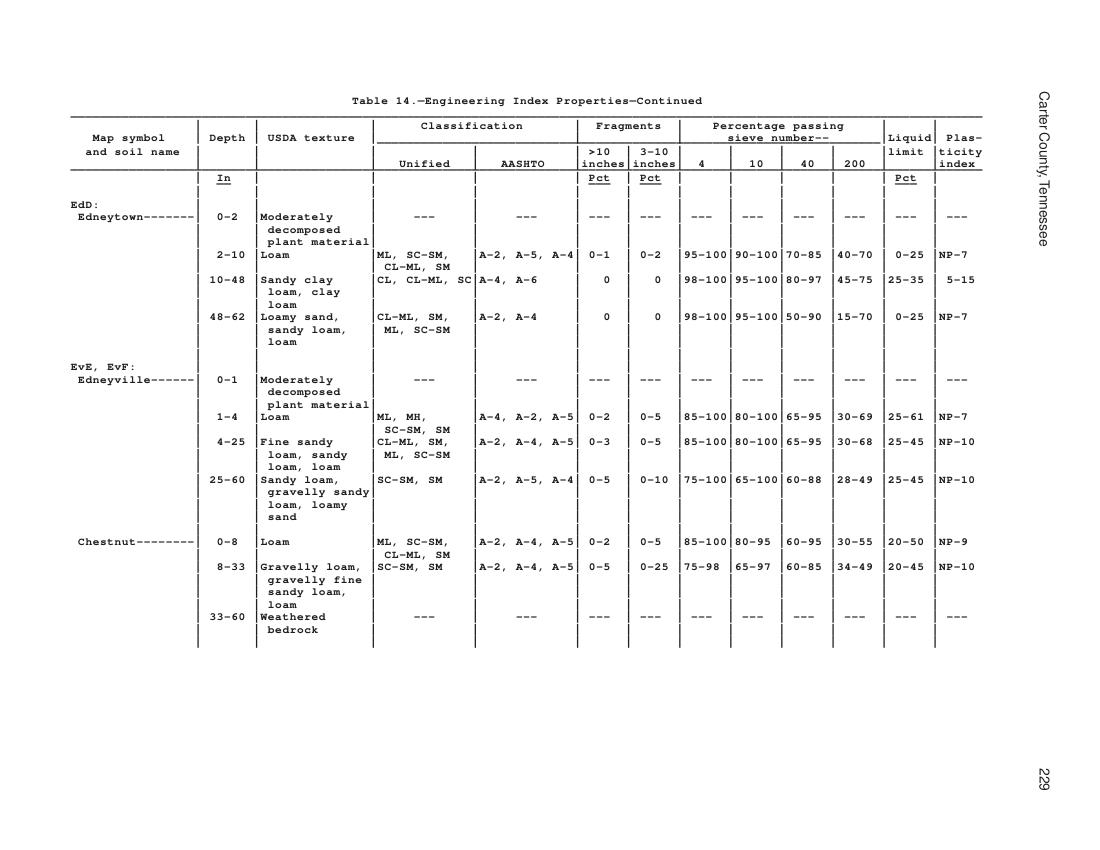 Table 14.—Engineering Index Properties—Continued
| | | Classification | Fragments | Percentage passing | |
Map symbol | Depth | USDA texture | | | sieve number-- |Liquid| Plas-
and soil name | | | | | >10 | 3-10 | | | | |limit |ticity
| | | Unified | AASHTO |inches|inches| 4 | 10 | 40 | 200 | |index
| In | | | | Pct | Pct | | | | | Pct |
EdD:
Edneytown-------| 0-2 |Moderately | --- | --- | --- | --- | --- | --- | --- | --- | --- | ---
decomposed
plant material
| 2-10 |Loam |ML, SC-SM, |A-2, A-5, A-4| 0-1 | 0-2 |95-100|90-100|70-85 |40-70 | 0-25 |NP-7
CL-ML, SM
| 10-48 |Sandy clay |CL, CL-ML, SC|A-4, A-6 | 0 | 0 |98-100|95-100|80-97 |45-75 |25-35 | 5-15
loam, clay
loam
| 48-62 |Loamy sand, |CL-ML, SM, |A-2, A-4 | 0 | 0 |98-100|95-100|50-90 |15-70 | 0-25 |NP-7
sandy loam, | ML, SC-SM
loam
EvE, EvF:
Edneyville------| 0-1 |Moderately | --- | --- | --- | --- | --- | --- | --- | --- | --- | ---
decomposed
plant material
| 1-4 |Loam |ML, MH, |A-4, A-2, A-5| 0-2 | 0-5 |85-100|80-100|65-95 |30-69 |25-61 |NP-7
SC-SM, SM
| 4-25 |Fine sandy |CL-ML, SM, |A-2, A-4, A-5| 0-3 | 0-5 |85-100|80-100|65-95 |30-68 |25-45 |NP-10
loam, sandy | ML, SC-SM
loam, loam
| 25-60 |Sandy loam, |SC-SM, SM |A-2, A-5, A-4| 0-5 | 0-10 |75-100|65-100|60-88 |28-49 |25-45 |NP-10
gravelly sandy
loam, loamy
sand
Chestnut--------| 0-8 |Loam |ML, SC-SM, |A-2, A-4, A-5| 0-2 | 0-5 |85-100|80-95 |60-95 |30-55 |20-50 |NP-9
CL-ML, SM
| 8-33 |Gravelly loam, |SC-SM, SM |A-2, A-4, A-5| 0-5 | 0-25 |75-98 |65-97 |60-85 |34-49 |20-45 |NP-10
gravelly fine
sandy loam,
loam
| 33-60 |Weathered | --- | --- | --- | --- | --- | --- | --- | --- | --- | ---
bedrock
Carter County, Tennessee
229